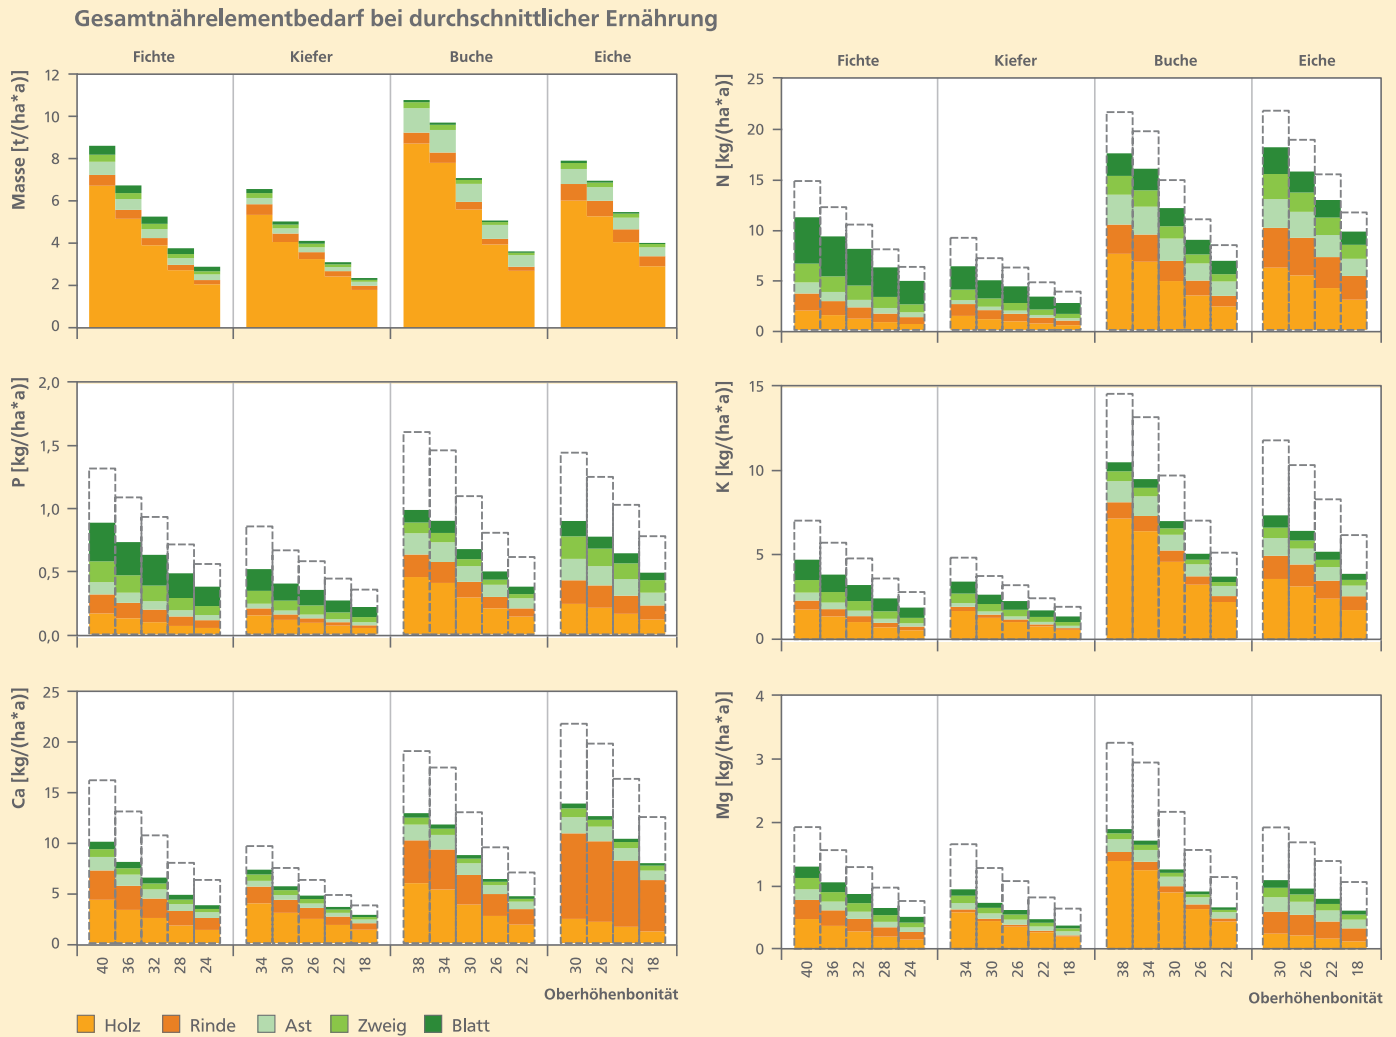 Gesamtnährelementbedarf bei durchschnittlicher Ernährung
Fichte Kiefer Buche Eiche
Masse [t/(ha*a)]
12
10
8
6
4
2
0
Fichte Kiefer Buche Eiche
N [kg/(ha*a)]
25
20
15
10
5
0
P [kg/(ha*a)]
2,0
1,5
1,0
0,5
0,0
K [kg/(ha*a)]
15
10
5
0
Ca [kg/(ha*a)]
25
20
15
10
5
0
40 36 32 28 24 34 30 26 22 18 38 34 30 26 22 30 26 22 18
Oberhöhenbonität
Mg [kg/(ha*a)]
4
3
2
1
0
40 36 32 28 24 34 30 26 22 18 38 34 30 26 22 30 26 22 18
Oberhöhenbonität
Holz Rinde Ast Zweig Blatt